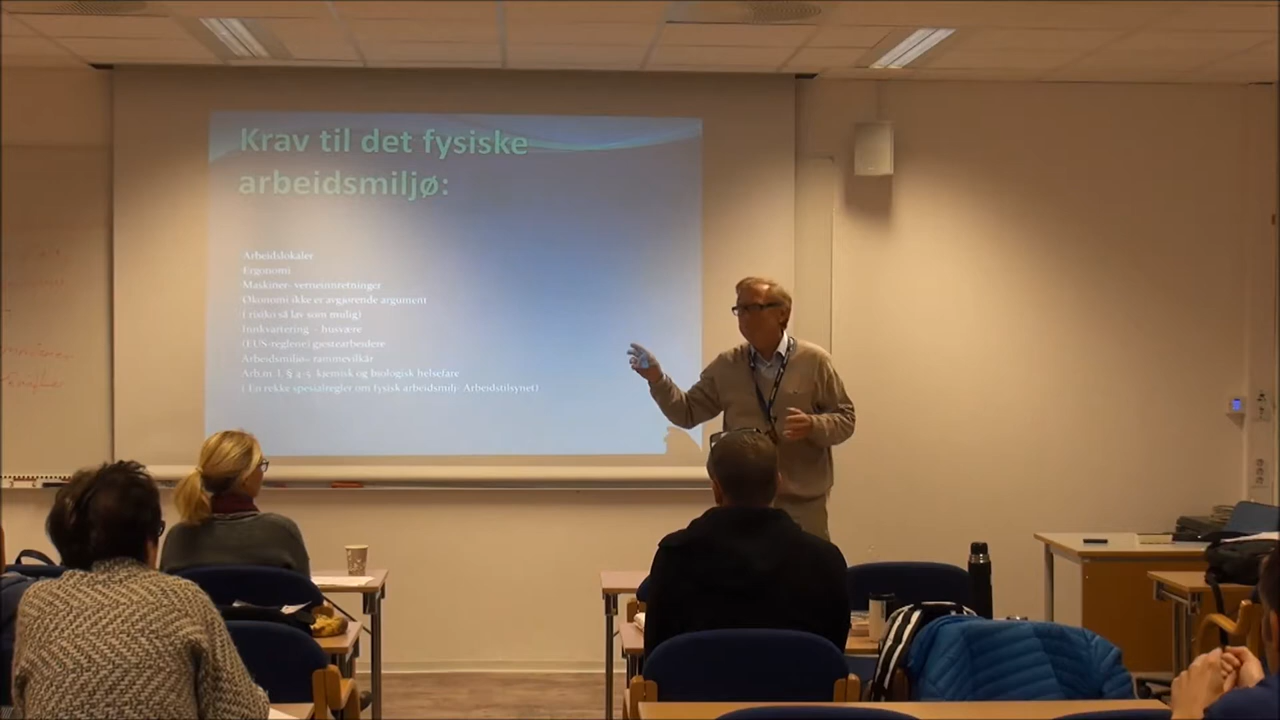 Krav til det fysiske
arbeidsmiljø:
Arbeidslokaler
Ergonomi
Maskiner- verneinnretninger
Økonomi ikke er avgjørende argument
( risiko så lav som mulig)
Innkvartering – husvære
(EUS-reglene) gjestearbeidere
Arbeidsmiljø- rammevilkår
Arb.m. l. § 4-5 kjemisk og biologisk helsefare
( En rekke spesialregler om fysisk arbeidsmilj- Arbeidstilsynet)